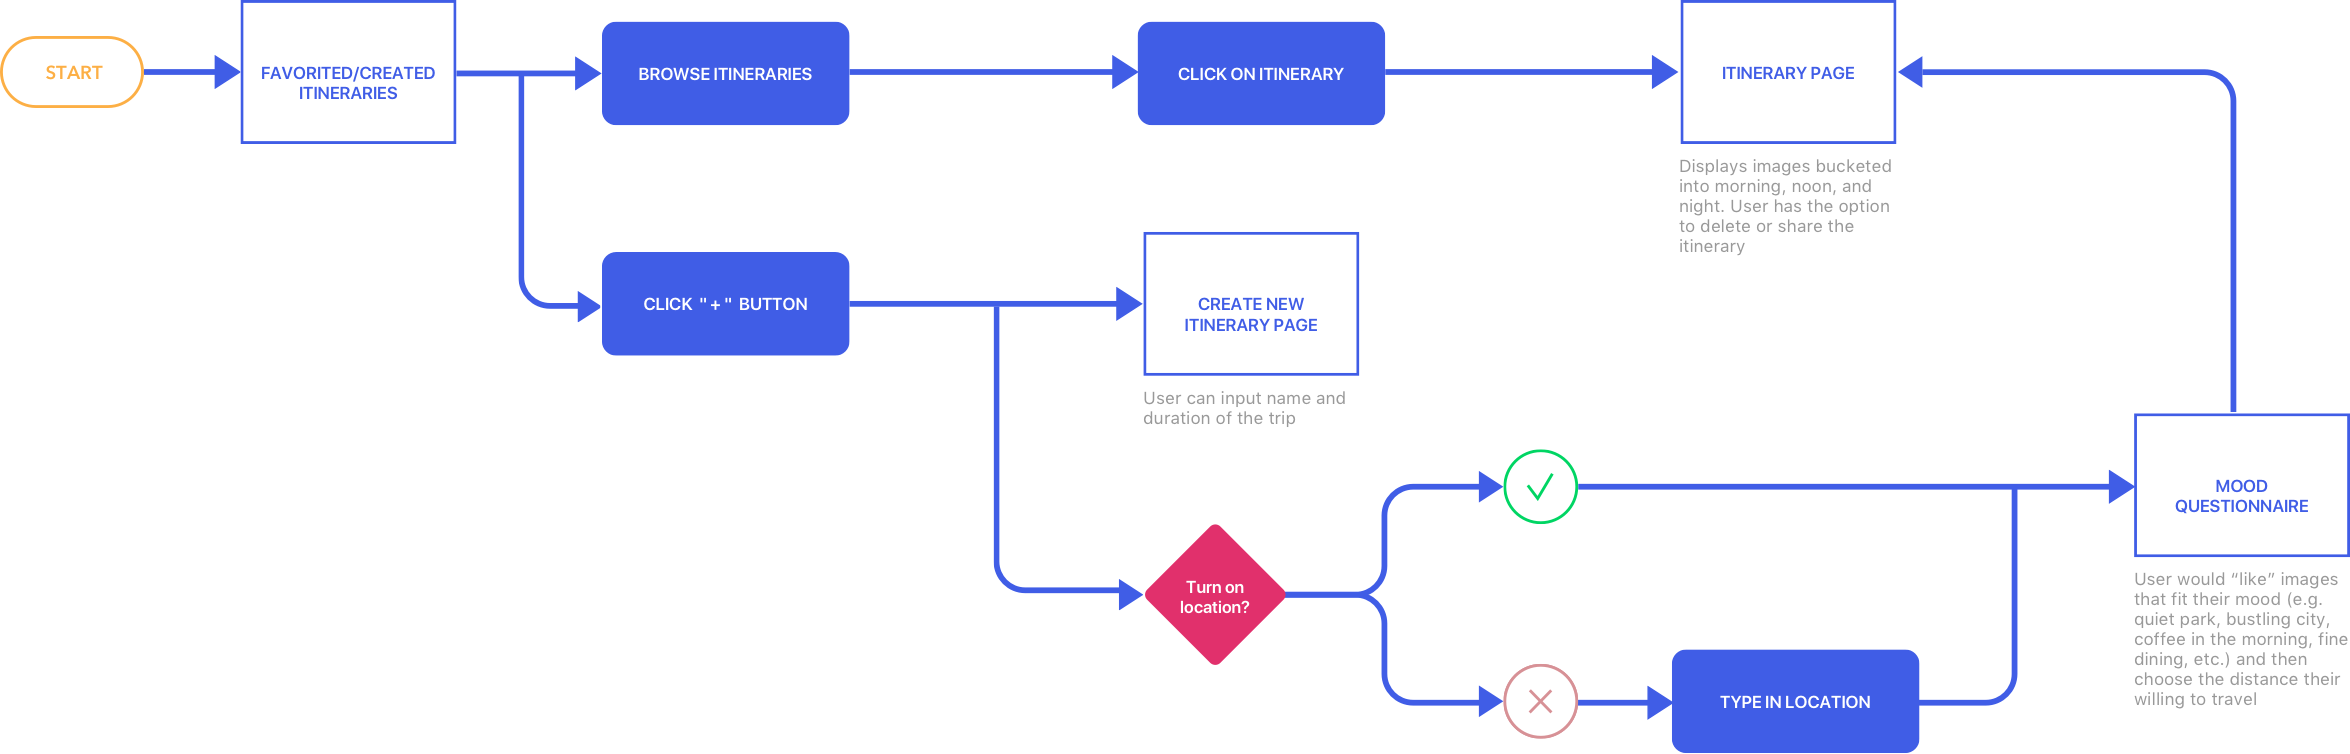 START
FAVORITED/CREATED
ITINERARIES
BROWSE ITINERARIES
CLICK ON ITINERARY
ITINERARY PAGE
Displays images bucketed
into morning, noon, and
night. User has the option
to delete or share the
itinerary
CLICK "+" BUTTON
CREATE NEW
ITINERARY PAGE
User can input name and
duration of the trip
Turn on
location?
TYPE IN LOCATION
MOOD
QUESTIONNAIRE
User would “like” images
that fit their mood (e.g.
quiet park, bustling city,
coffee in the morning, fine
dining, etc.) and then
choose the distance their
willing to travel